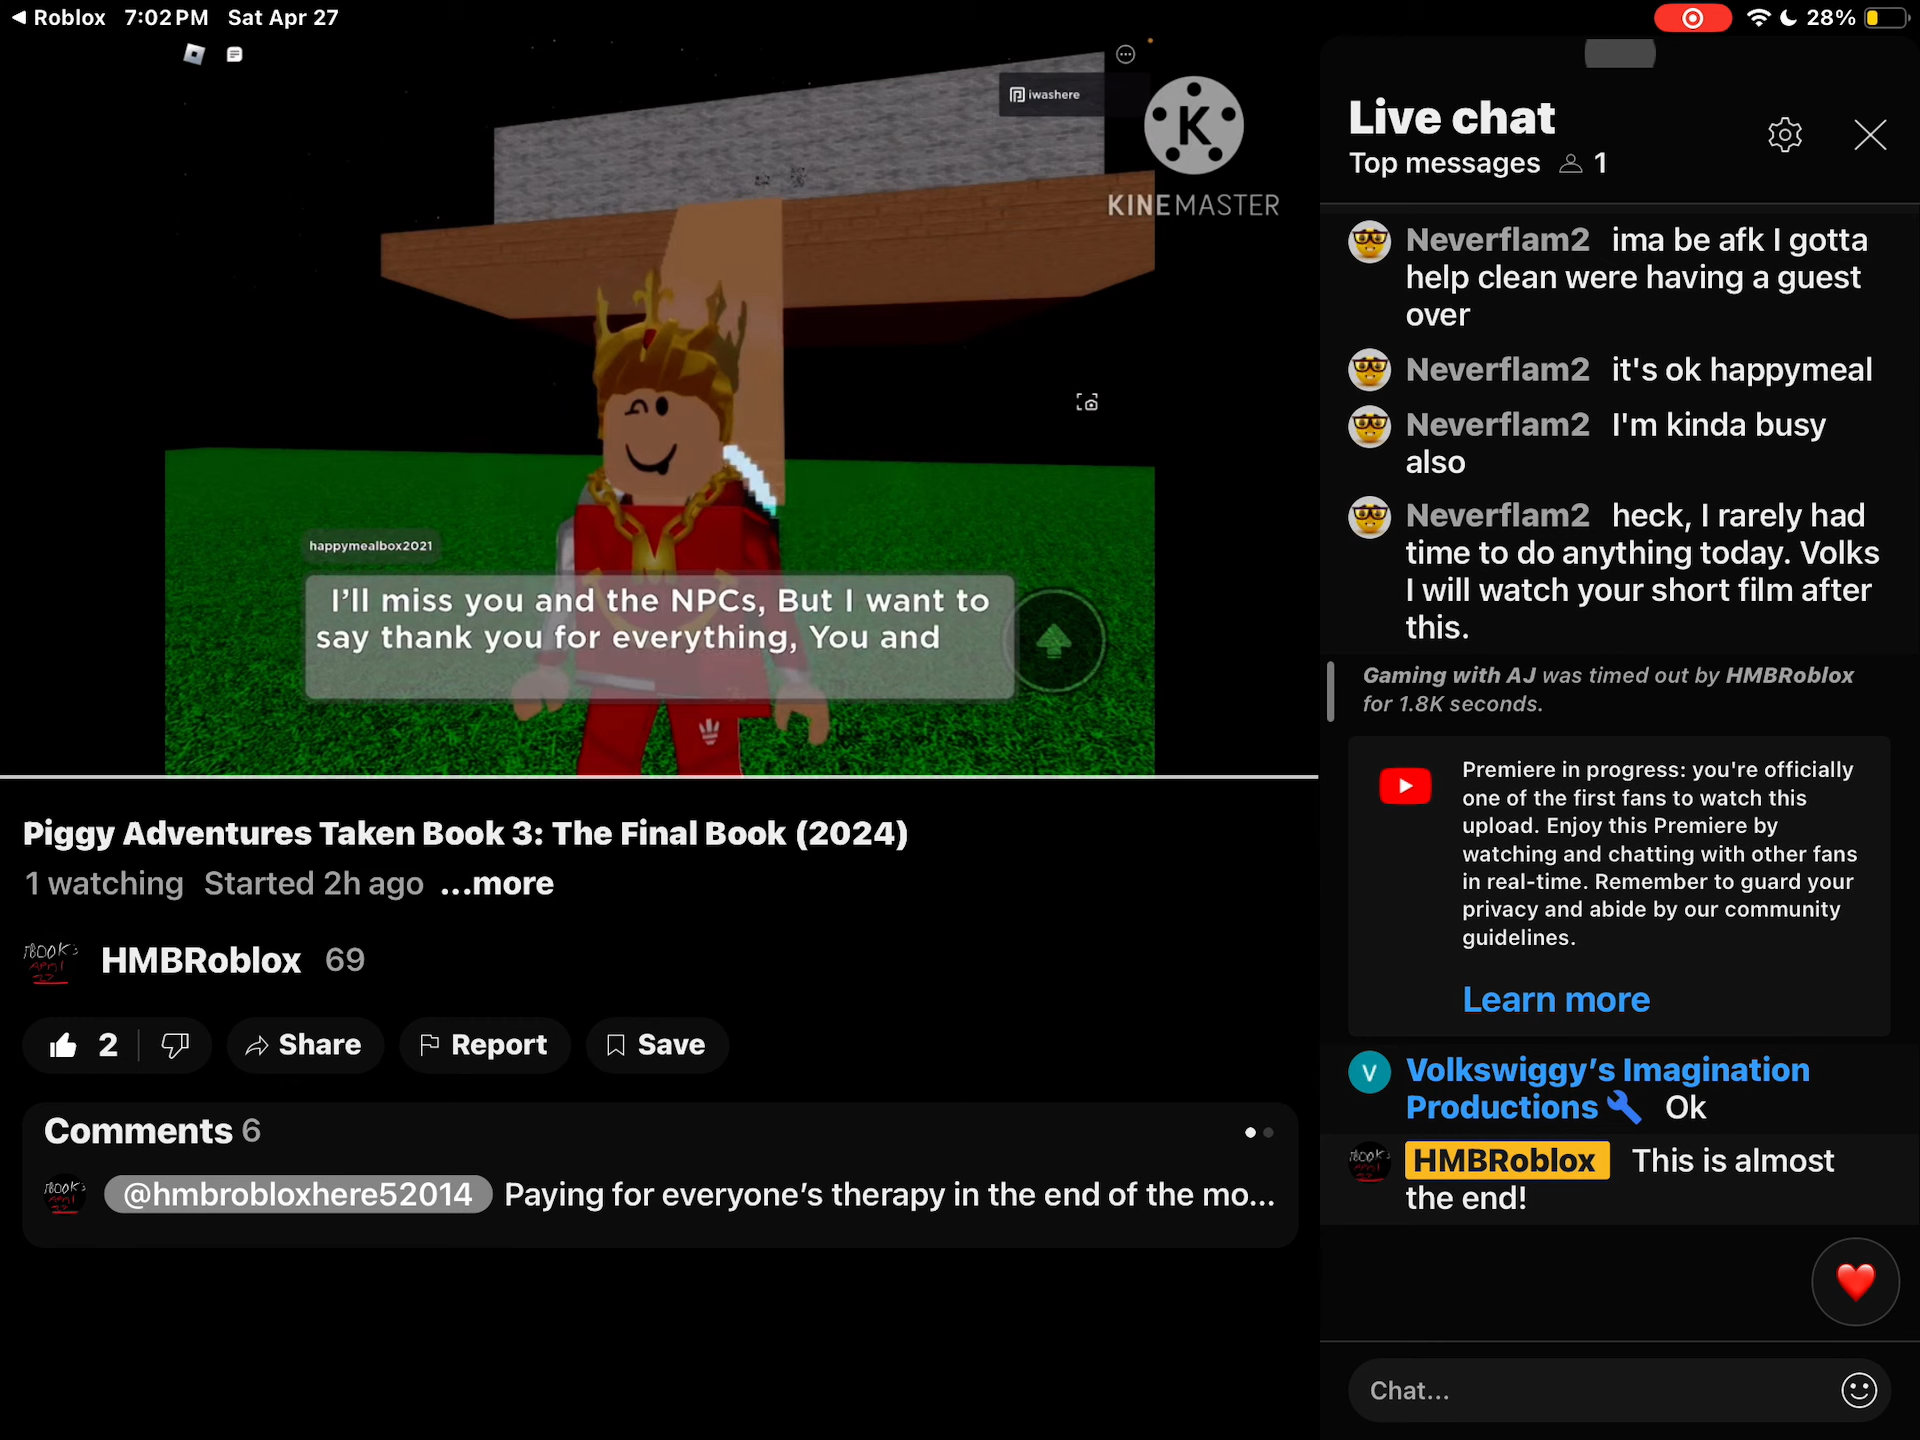 Roblox 7:02 PM Sat Apr 27
28%
iwashere
K
KINEMASTER
happymealbox2021
I'll miss you and the NPCs, But I want to
say thank you for everything, You and
Piggy Adventures Taken Book 3: The Final Book (2024)
1 watching Started 2h ago ...more
HMBRoblox 69
2 Share Report Save
Comments 6
@hmbrobloxhere52014 Paying for everyone's therapy in the end of the mo...
Live chat
Top messages 1
Neverflam2 ima be afk I gotta
help clean were having a guest
over
Neverflam2 it's ok happymeal
Neverflam2 I'm kinda busy
also
Neverflam2 heck, I rarely had
time to do anything today. Volks
I will watch your short film after
this.
Gaming with AJ was timed out by HMBRoblox
for 1.8K seconds.
Premiere in progress: you're officially
one of the first fans to watch this
upload. Enjoy this Premiere by
watching and chatting with other fans
in real-time. Remember to guard your
privacy and abide by our community
guidelines.
Learn more
V
Volkswiggy's Imagination
Productions Ok
HMBRoblox This is almost
the end!
Chat...